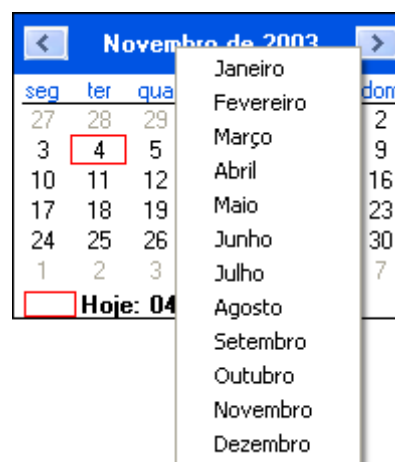 Novembro de 2003
seg ter qua dom
27 28 29 2
3 4 5 9
10 11 12 16
17 18 19 23
24 25 26 30
1 2 3 7
Hoje: 04
Janeiro
Fevereiro
Março
Abril
Maio
Junho
Julho
Agosto
Setembro
Outubro
Novembro
Dezembro